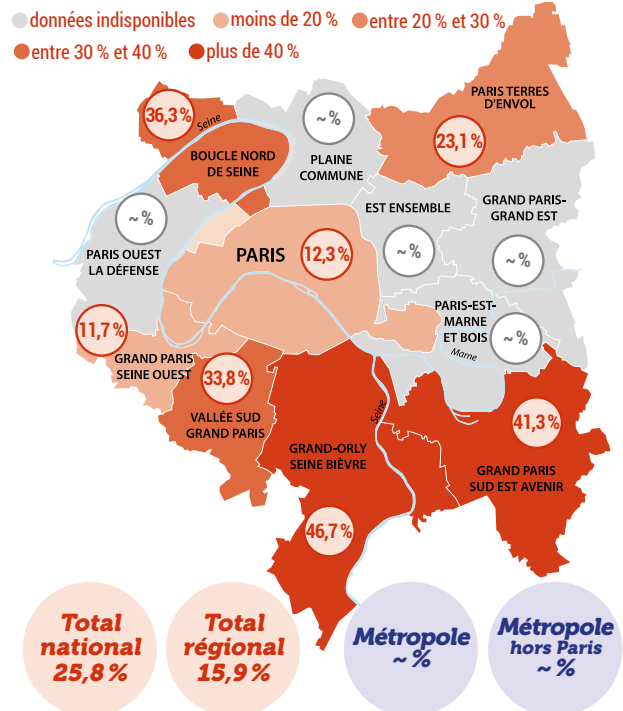 données indisponibles
moins de 20 %
entre 20 % et 30 %
entre 30 % et 40 %
plus de 40 %
36,3 %
Seine
BOUCLE NORD
DE SEINE
~ %
PLAINE
COMMUNE
PARIS TERRES
D'ENVOL
23,1 %
~ %
PARIS OUEST
LA DÉFENSE
PARIS
12,3 %
EST ENSEMBLE
~ %
GRAND PARIS-
GRAND EST
~ %
PARIS-EST-
MARNE
ET BOIS
~ %
Marne
11,7 %
GRAND PARIS
SEINE OUEST
33,8 %
VALLÉE SUD
GRAND PARIS
Seine
GRAND-ORLY
SEINE BIÈVRE
46,7 %
41,3 %
GRAND PARIS
SUD EST AVENIR
Total
national
25,8 %
Total
régional
15,9 %
Métropole
~ %
Métropole
hors Paris
~ %